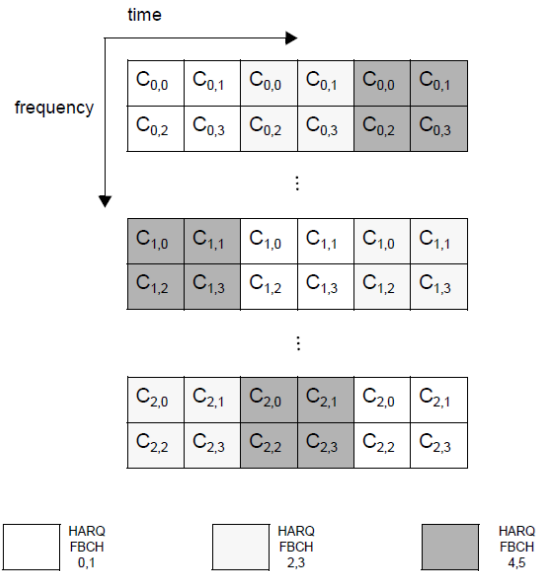 time
frequency
C0,0 C0,1 C0,0 C0,1 C0,0 C0,1
C0,2 C0,3 C0,2 C0,3 C0,2 C0,3
⋮
C1,0 C1,1 C1,0 C1,1 C1,0 C1,1
C1,2 C1,3 C1,2 C1,3 C1,2 C1,3
⋮
C2,0 C2,1 C2,0 C2,1 C2,0 C2,1
C2,2 C2,3 C2,2 C2,3 C2,2 C2,3
HARQ
FBCH
0,1
HARQ
FBCH
2,3
HARQ
FBCH
4,5